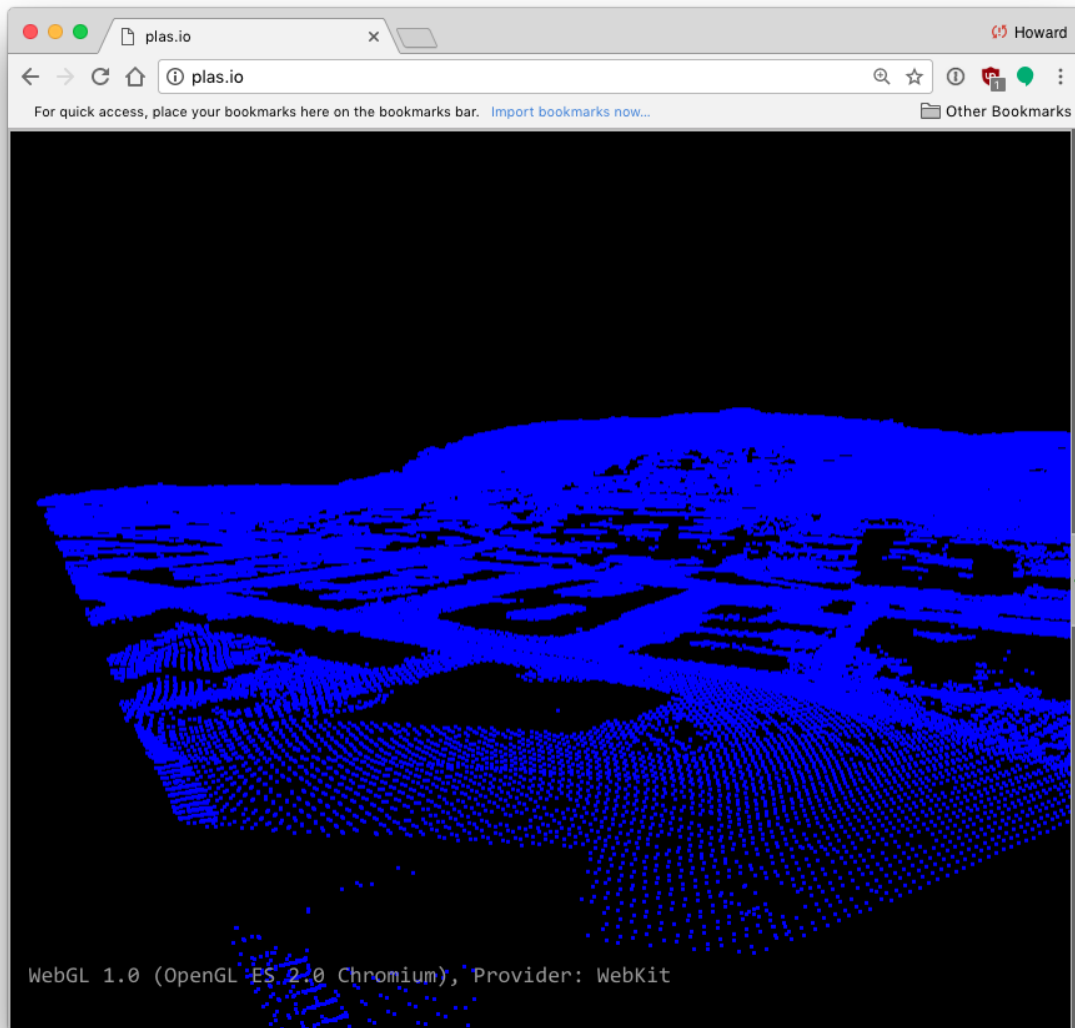 plas.io
Howard
plas.io
1
For quick access, place your bookmarks here on the bookmarks bar. Import bookmarks now...
Other Bookmarks
WebGL 1.0 (OpenGL ES 2.0 Chromium), Provider: WebKit